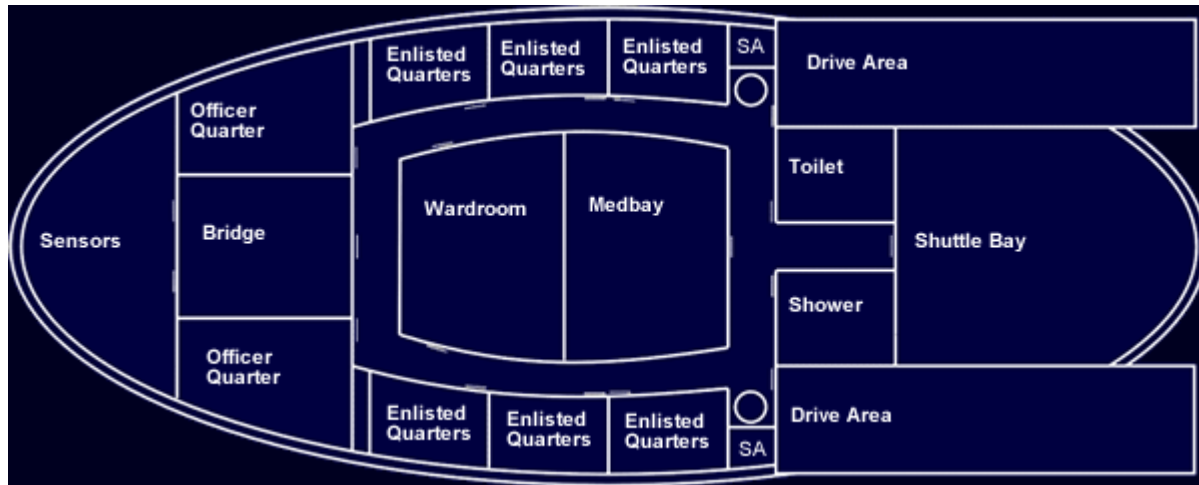 Enlisted
Quarters
Enlisted
Quarters
Enlisted
Quarters
SA
Drive Area
Officer
Quarter
Toilet
Wardroom
Medbay
Sensors
Bridge
Shuttle Bay
Shower
Officer
Quarter
Enlisted
Quarters
Enlisted
Quarters
Enlisted
Quarters
SA
Drive Area